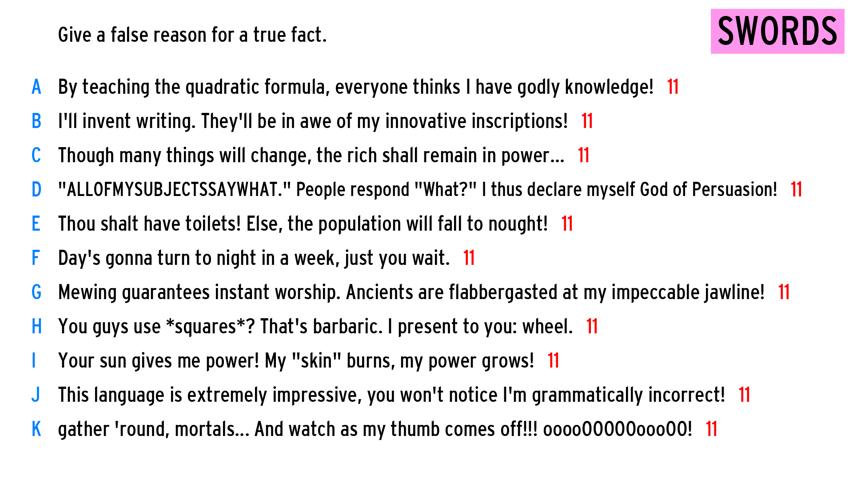 Give a false reason for a true fact.
SWORDS
A By teaching the quadratic formula, everyone thinks I have godly knowledge! 11
B I'll invent writing. They'll be in awe of my innovative inscriptions! 11
C Though many things will change, the rich shall remain in power... 11
D "ALLOFMYSUBJECTSSAYWHAT." People respond "What?" I thus declare myself God of Persuasion! 11
E Thou shalt have toilets! Else, the population will fall to nought! 11
F Day's gonna turn to night in a week, just you wait. 11
G Mewing guarantees instant worship. Ancients are flabbergasted at my impeccable jawline! 11
H You guys use *squares*? That's barbaric. I present to you: wheel. 11
I Your sun gives me power! My "skin" burns, my power grows! 11
J This language is extremely impressive, you won't notice I'm grammatically incorrect! 11
K gather 'round, mortals... And watch as my thumb comes off!!! ooooOOOOOoooOO! 11